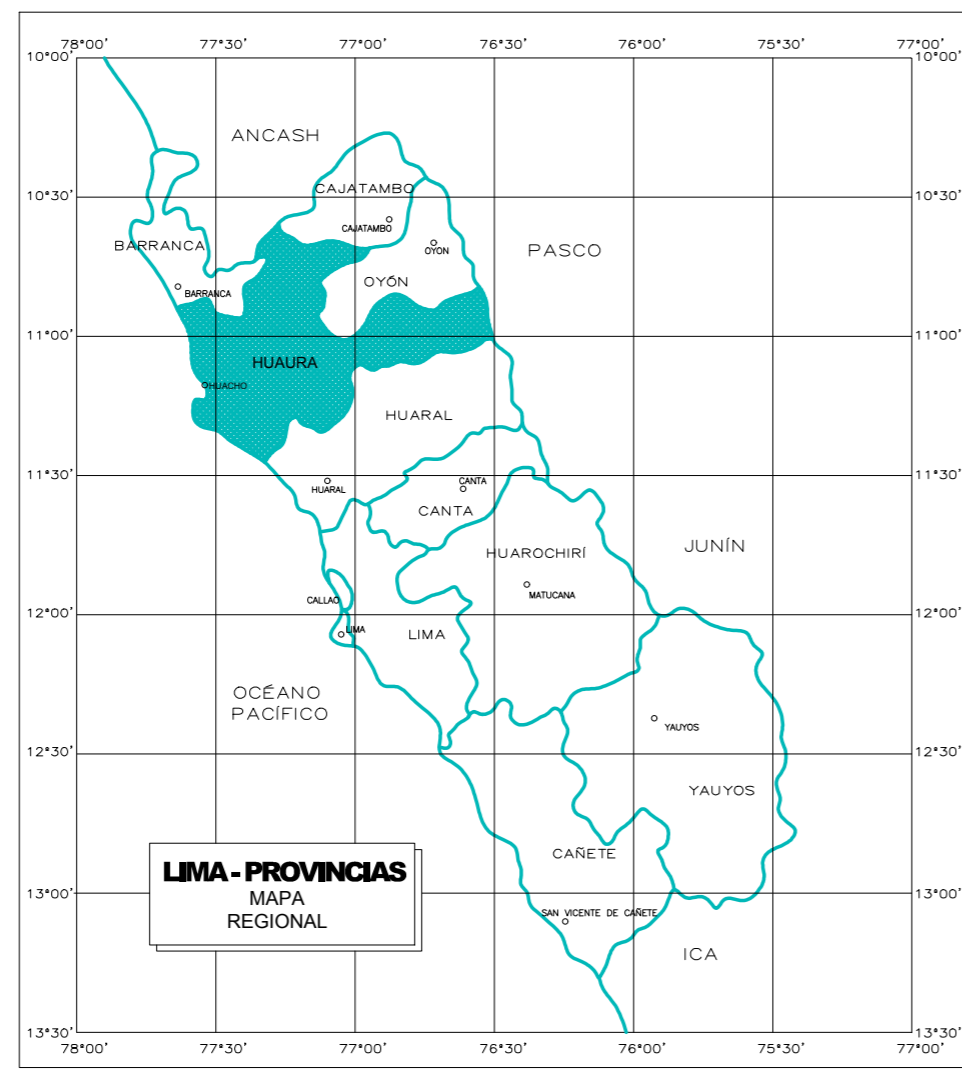 78°00' 77°30' 77°00' 76°30' 76°00' 75°30' 77°00'
10°00' 10°00'
ANCASH
CAJATAMBO
10°30' 10°30'
CAJATAMBO
BARRANCA
OYON
PASCO
OYÓN
BARRANCA
11°00' 11°00'
HUAURA
HUACHO
HUARAL
11°30' 11°30'
HUARAL
CANTA
CANTA
JUNÍN
HUAROCHIRÍ
MATUCANA
CALLAO
12°00' 12°00'
LIMA
LIMA
OCÉANO
PACÍFICO
YAUYOS
12°30' 12°30'
YAUYOS
CAÑETE
LIMA - PROVINCIAS
MAPA
REGIONAL
13°00' 13°00'
SAN VICENTE DE CAÑETE
ICA
13°30' 13°30'
78°00' 77°30' 77°00' 76°30' 76°00' 75°30' 77°00'